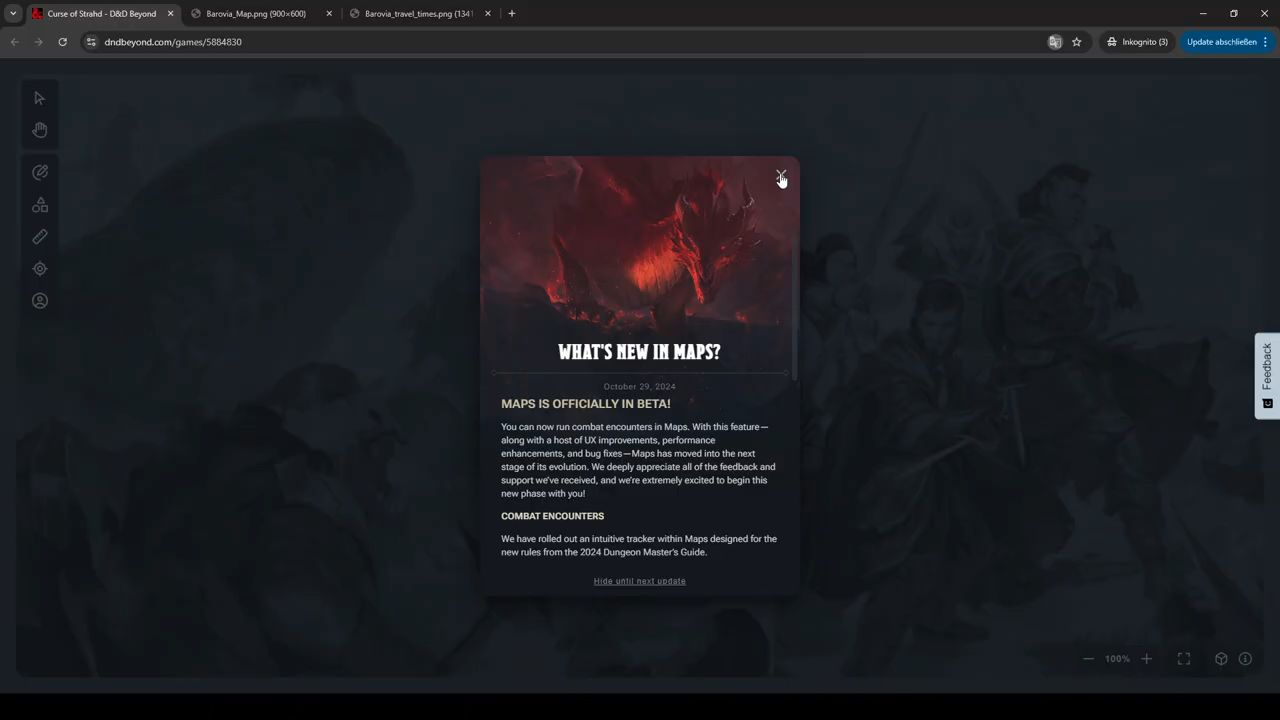 Curse of Strahd - D&D Beyond
Barovia_Map.png (900×600)
Barovia_travel_times.png (1341
dndbeyond.com/games/5884830
Inkognito (3)
Update abschließen
WHAT'S NEW IN MAPS?
October 29, 2024
MAPS IS OFFICIALLY IN BETA!
You can now run combat encounters in Maps. With this feature—
along with a host of UX improvements, performance
enhancements, and bug fixes—Maps has moved into the next
stage of its evolution. We deeply appreciate all of the feedback and
support we've received, and we're extremely excited to begin this
new phase with you!
COMBAT ENCOUNTERS
We have rolled out an intuitive tracker within Maps designed for the
new rules from the 2024 Dungeon Master's Guide.
Hide until next update
Feedback
100%